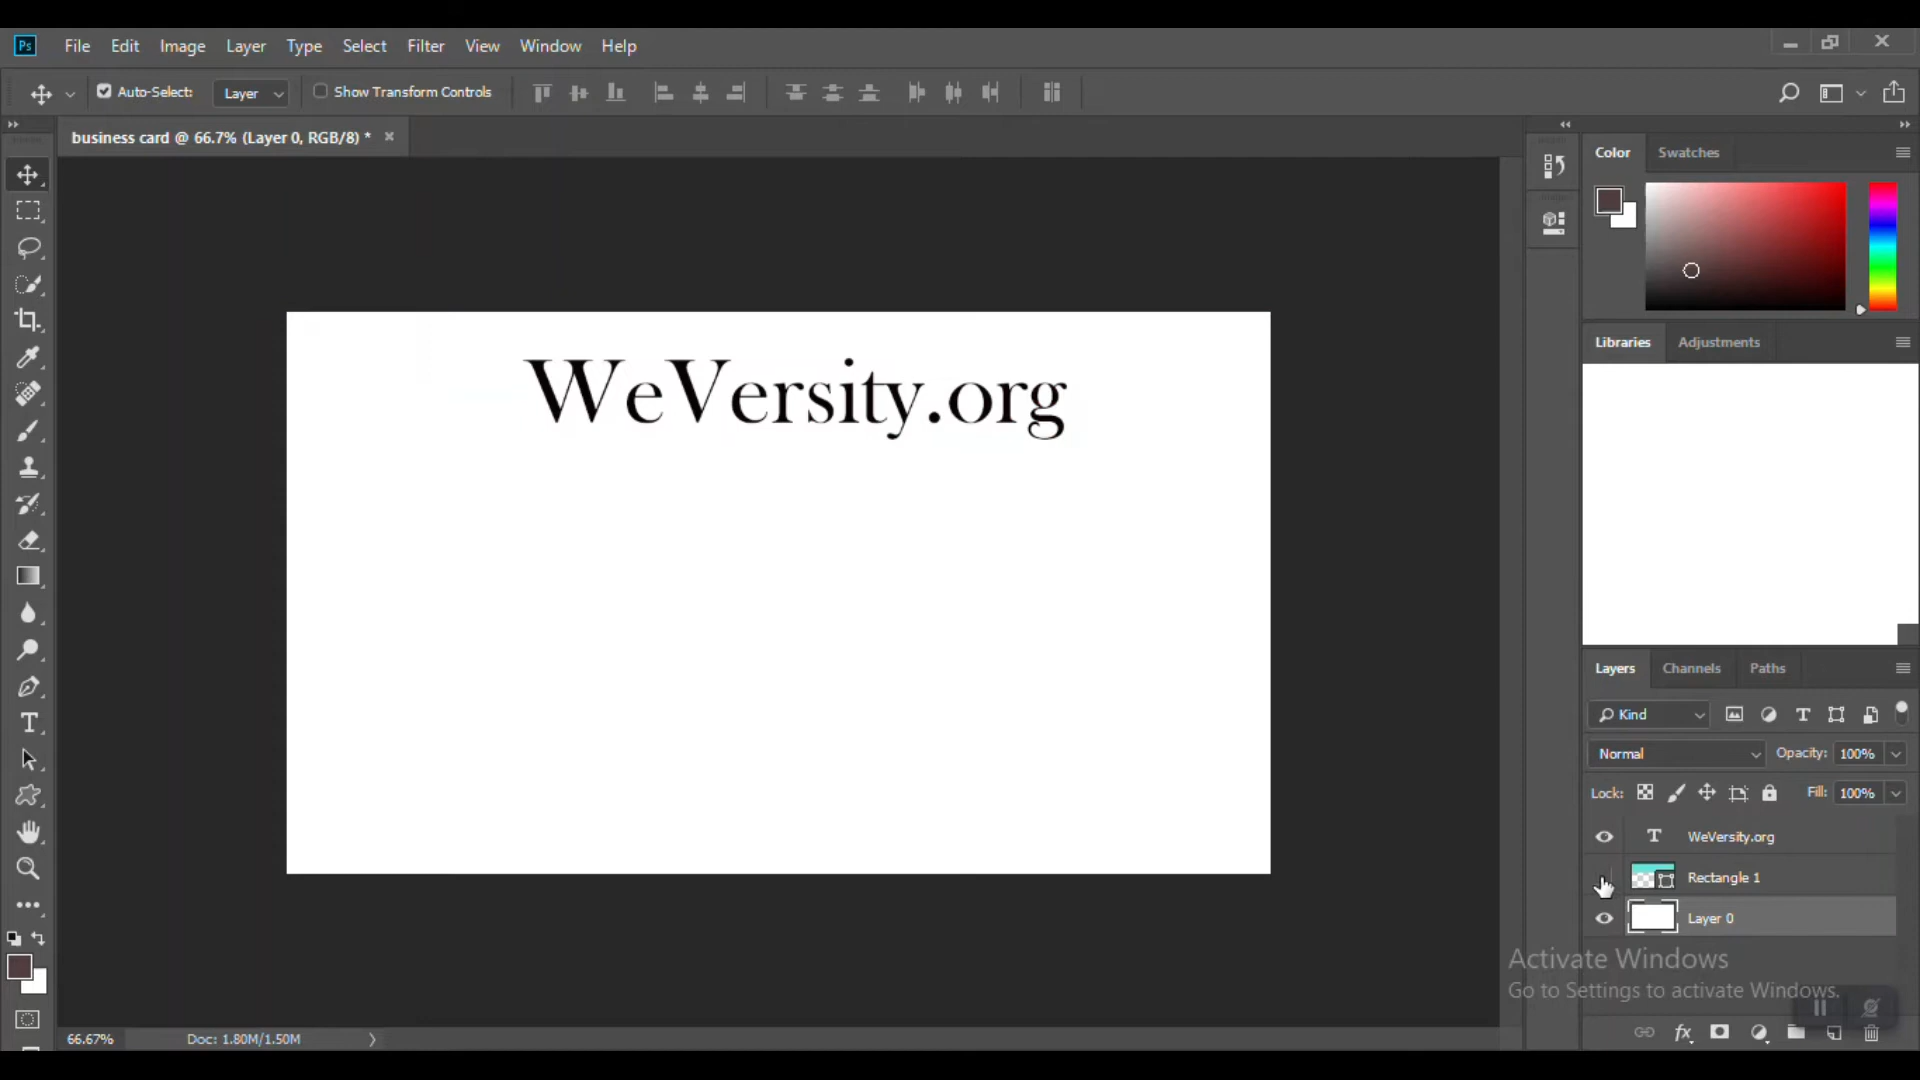 Ps File Edit Image Layer Type Select Filter View Window Help
Auto-Select: Layer Show Transform Controls
business card @ 66.7% (Layer 0, RGB/8) * ×
Color Swatches
Libraries Adjustments
WeVersity.org
Layers Channels Paths
Kind
Normal Opacity: 100%
Lock: Fill: 100%
T WeVersity.org
Rectangle 1
Layer 0
Activate Windows
Go to Settings to activate Windows.
66.67% Doc: 1.80M/1.50M
fx